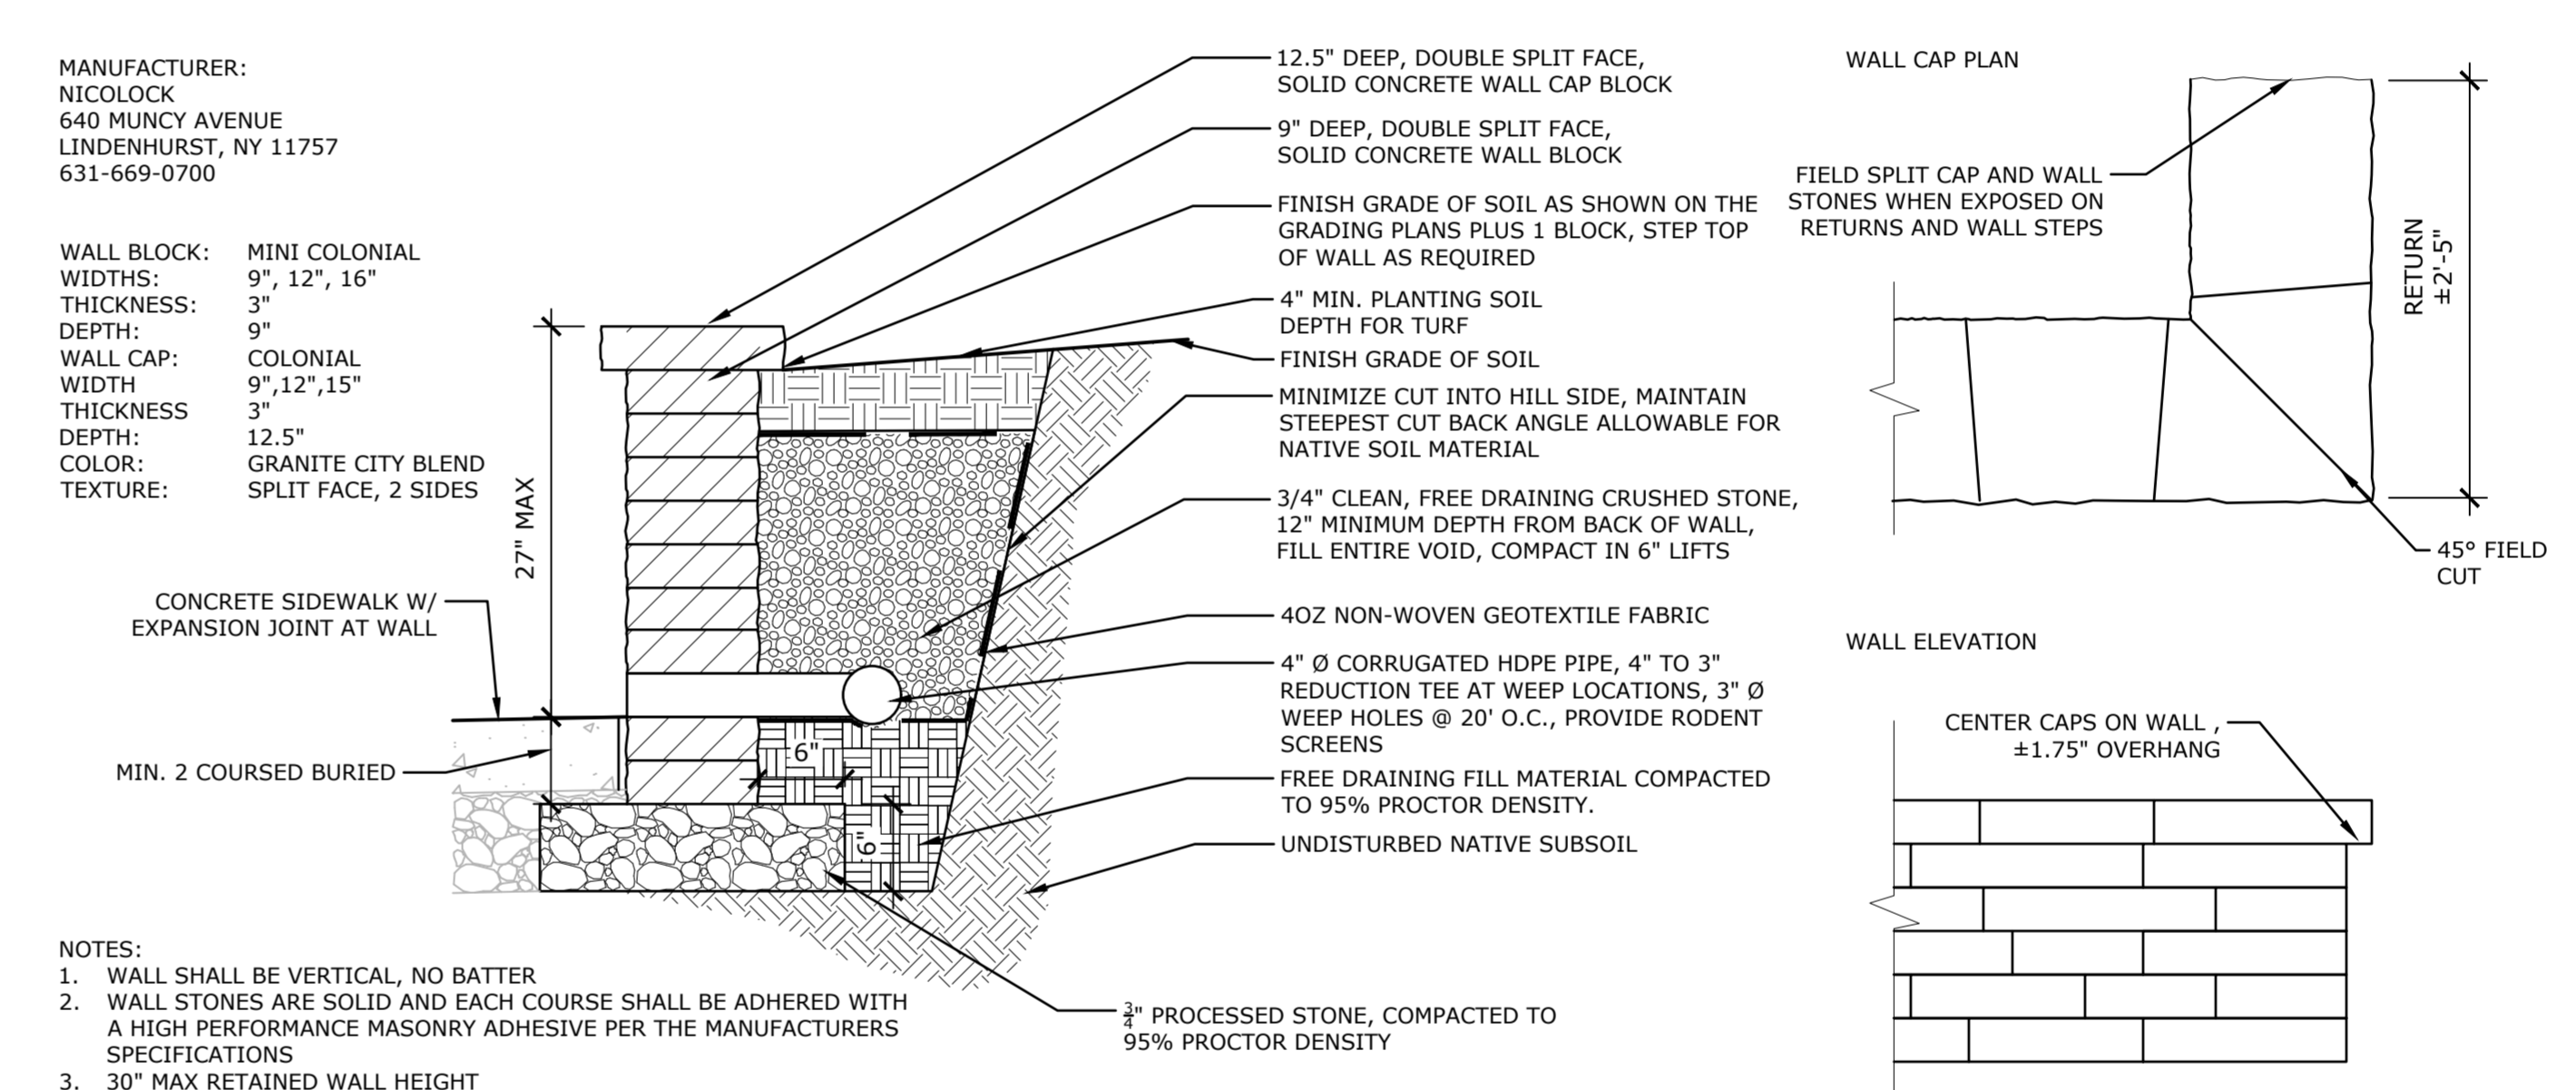 MANUFACTURER:
NICOLOCK
640 MUNCY AVENUE
LINDENHURST, NY 11757
631-669-0700
WALL BLOCK: MINI COLONIAL
WIDTHS: 9", 12", 16"
THICKNESS: 3"
DEPTH: 9"
WALL CAP: COLONIAL
WIDTH 9",12",15"
THICKNESS 3"
DEPTH: 12.5"
COLOR: GRANITE CITY BLEND
TEXTURE: SPLIT FACE, 2 SIDES
27" MAX
CONCRETE SIDEWALK W/
EXPANSION JOINT AT WALL
MIN. 2 COURSED BURIED
6"
6"
12.5" DEEP, DOUBLE SPLIT FACE,
SOLID CONCRETE WALL CAP BLOCK
9" DEEP, DOUBLE SPLIT FACE,
SOLID CONCRETE WALL BLOCK
FINISH GRADE OF SOIL AS SHOWN ON THE
GRADING PLANS PLUS 1 BLOCK, STEP TOP
OF WALL AS REQUIRED
4" MIN. PLANTING SOIL
DEPTH FOR TURF
FINISH GRADE OF SOIL
MINIMIZE CUT INTO HILL SIDE, MAINTAIN
STEEPEST CUT BACK ANGLE ALLOWABLE FOR
NATIVE SOIL MATERIAL
3/4" CLEAN, FREE DRAINING CRUSHED STONE,
12" MINIMUM DEPTH FROM BACK OF WALL,
FILL ENTIRE VOID, COMPACT IN 6" LIFTS
4OZ NON-WOVEN GEOTEXTILE FABRIC
4" Ø CORRUGATED HDPE PIPE, 4" TO 3"
REDUCTION TEE AT WEEP LOCATIONS, 3" Ø
WEEP HOLES @ 20' O.C., PROVIDE RODENT
SCREENS
FREE DRAINING FILL MATERIAL COMPACTED
TO 95% PROCTOR DENSITY.
UNDISTURBED NATIVE SUBSOIL
3/4" PROCESSED STONE, COMPACTED TO
95% PROCTOR DENSITY
NOTES:
1. WALL SHALL BE VERTICAL, NO BATTER
2. WALL STONES ARE SOLID AND EACH COURSE SHALL BE ADHERED WITH
A HIGH PERFORMANCE MASONRY ADHESIVE PER THE MANUFACTURERS
SPECIFICATIONS
3. 30" MAX RETAINED WALL HEIGHT
WALL CAP PLAN
FIELD SPLIT CAP AND WALL
STONES WHEN EXPOSED ON
RETURNS AND WALL STEPS
RETURN
±2'-5"
45° FIELD
CUT
WALL ELEVATION
CENTER CAPS ON WALL ,
±1.75" OVERHANG